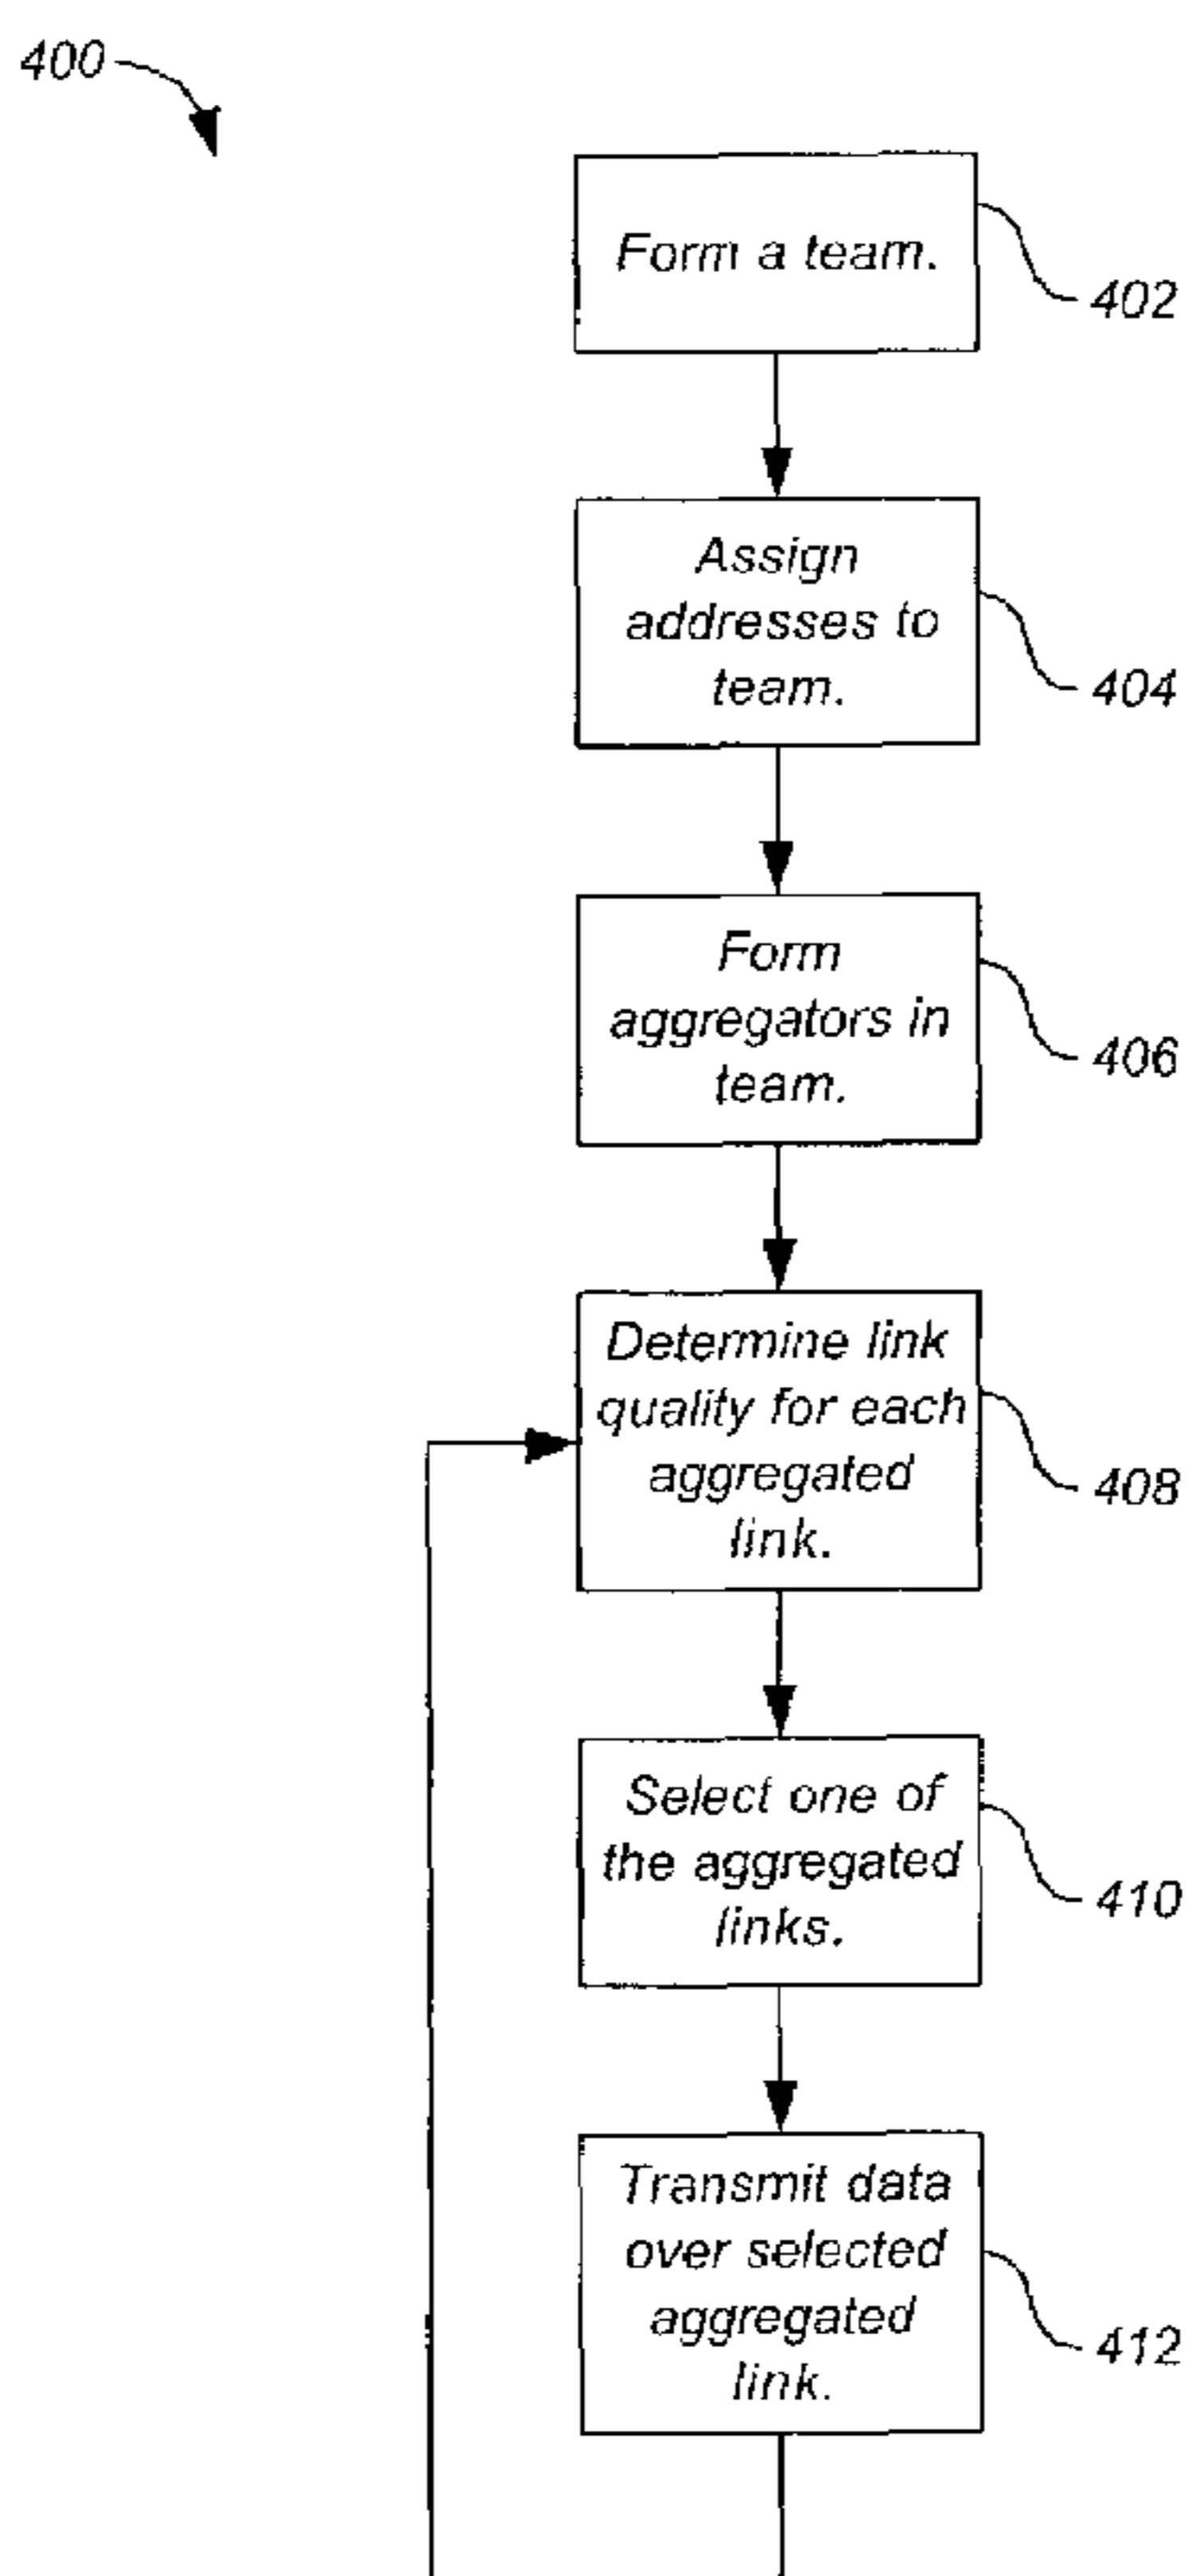 400
Form a team.
402
Assign
addresses to
team.
404
Form
aggregators in
team.
406
Determine link
quality for each
aggregated
link.
408
Select one of
the aggregated
links.
410
Transmit data
over selected
aggregated
link.
412